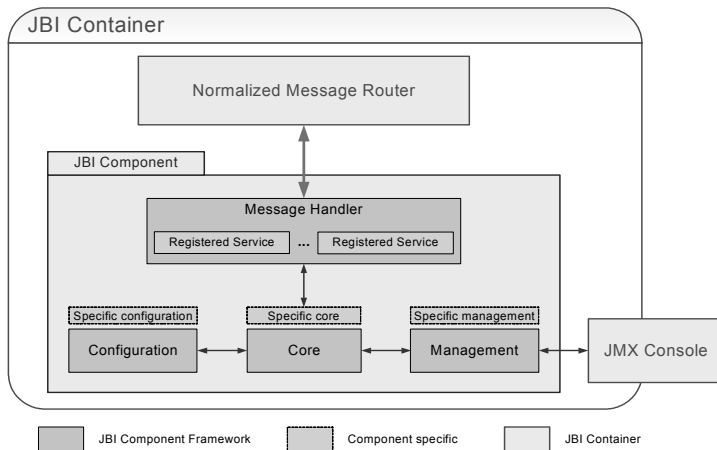 JBI Container
Normalized Message Router
JBI Component
Message Handler
Registered Service ... Registered Service
Specific configuration Specific core Specific management
Configuration Core Management JMX Console
JBI Component Framework Component specific JBI Container